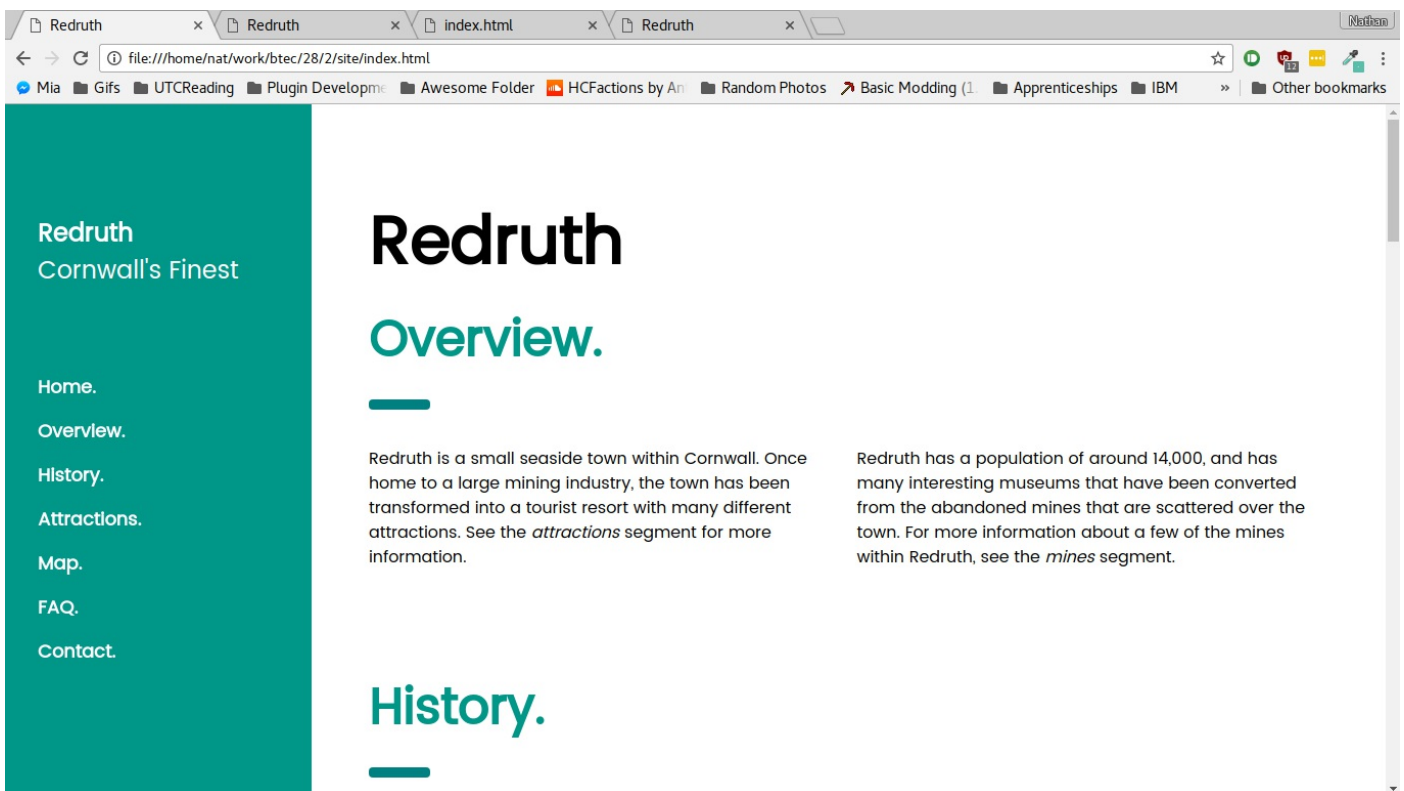 Redruth
Redruth
index.html
Redruth
Nathan
file:///home/nat/work/btec/28/2/site/index.html
12
Mia Gifs UTCReading Plugin Developme Awesome Folder HCFactions by An Random Photos Basic Modding (1. Apprenticeships IBM » Other bookmarks
Redruth
Cornwall's Finest
Home.
Overview.
History.
Attractions.
Map.
FAQ.
Contact.
Redruth
Overview.
Redruth is a small seaside town within Cornwall. Once
home to a large mining industry, the town has been
transformed into a tourist resort with many different
attractions. See the attractions segment for more
information.
Redruth has a population of around 14,000, and has
many interesting museums that have been converted
from the abandoned mines that are scattered over the
town. For more information about a few of the mines
within Redruth, see the mines segment.
History.